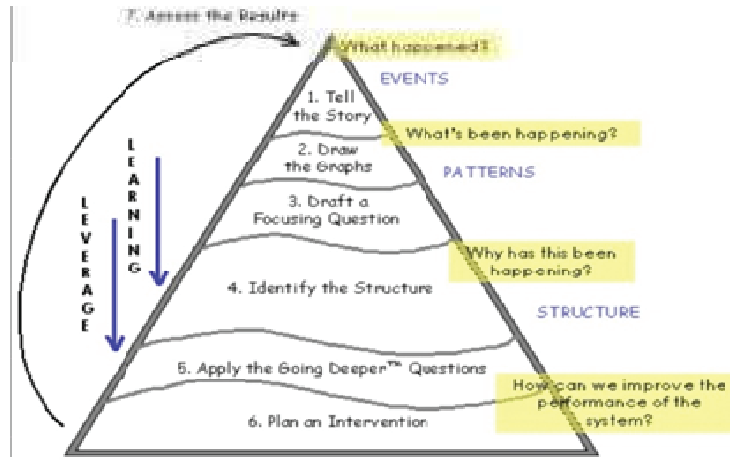 7. Assess the Results
What happened?
EVENTS
1. Tell
the Story
What's been happening?
2. Draw
the Graphs
PATTERNS
3. Draft a
Focusing Question
Why has this been
happening?
4. Identify the Structure
STRUCTURE
5. Apply the Going Deeper™ Questions
How can we improve the
performance of the
system?
6. Plan an Intervention
LEARNING
LEVERAGE